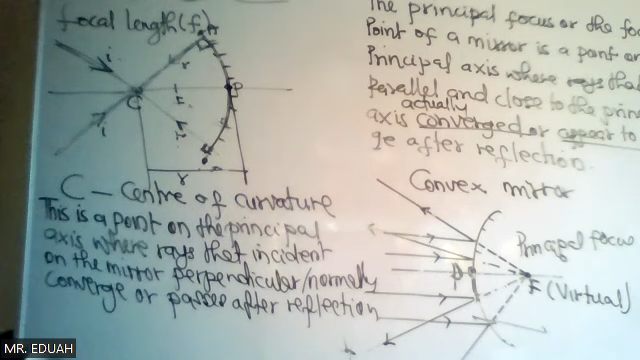 focal length(f)
A
r
i
C
F
P
i
r
B
r
The principal focus or the foc
Point of a mirror is a point on
Principal axis where rays that
Parallel and close to the prin
actually
axis converged or appear to
ge after reflection.
C – Centre of curvature
This is a point on the principal
axis where rays that incident
on the mirror perpendicular/normally
converge or passes after reflection
Convex mirror
Principal focus
P
F (Virtual)
MR. EDUAH